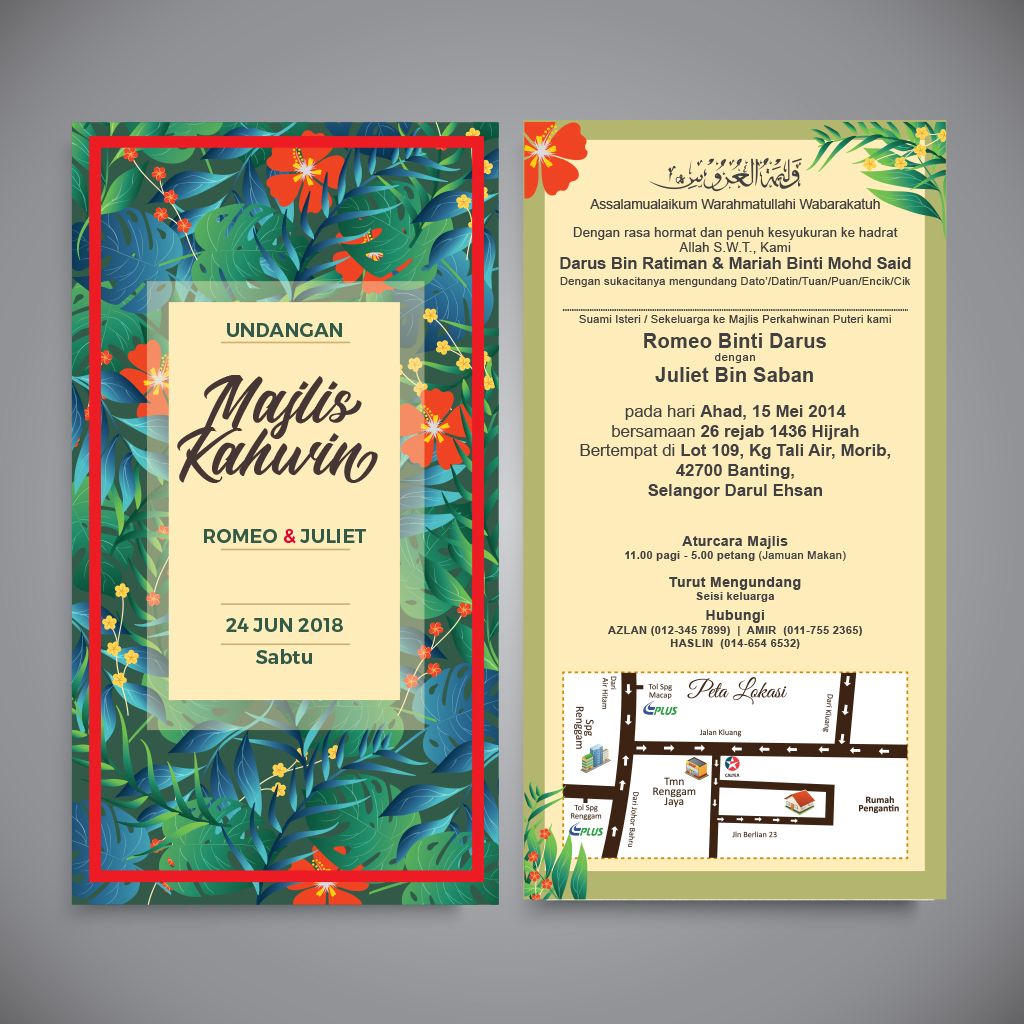 UNDANGAN
Majlis
Kahwin
ROMEO & JULIET
24 JUN 2018
Sabtu
وَلِيْمَةُ الْعُرُوْسِ
Assalamualaikum Warahmatullahi Wabarakatuh
Dengan rasa hormat dan penuh kesyukuran ke hadrat
Allah S.W.T., Kami
Darus Bin Ratiman & Mariah Binti Mohd Said
Dengan sukacitanya mengundang Dato'/Datin/Tuan/Puan/Encik/Cik
Suami Isteri / Sekeluarga ke Majlis Perkahwinan Puteri kami
Romeo Binti Darus
dengan
Juliet Bin Saban
pada hari Ahad, 15 Mei 2014
bersamaan 26 rejab 1436 Hijrah
Bertempat di Lot 109, Kg Tali Air, Morib,
42700 Banting,
Selangor Darul Ehsan
Aturcara Majlis
11.00 pagi - 5.00 petang (Jamuan Makan)
Turut Mengundang
Seisi keluarga
Hubungi
AZLAN (012-345 7899) | AMIR (011-755 2365)
HASLIN (014-654 6532)
Peta Lokasi
Dari
Air Hitam
Tol Spg
Macap
PLUS
Dari Kluang
Spg
Renggam
Jalan Kluang
CALTEX
Tmn
Renggam
Jaya
Rumah
Pengantin
Tol Spg
Renggam
PLUS
Dari Johor Bahru
Jln Berlian 23